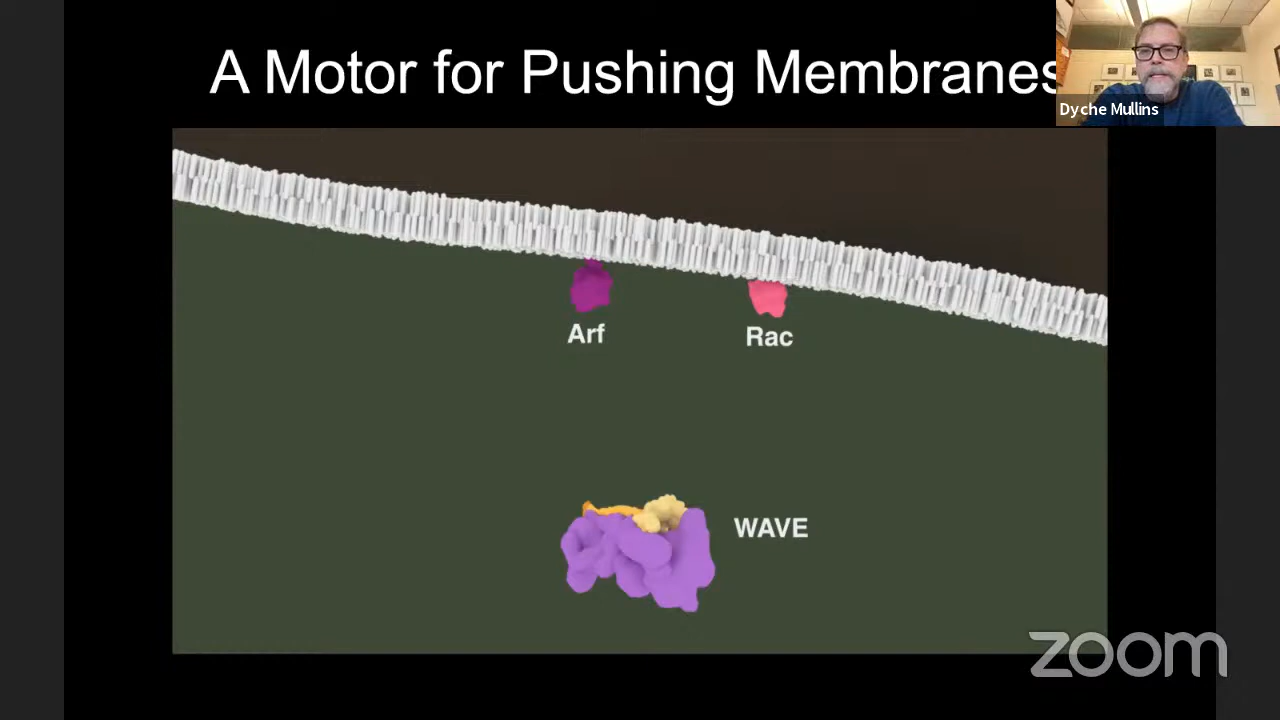 A Motor for Pushing Membranes
Dyche Mullins
Arf
Rac
WAVE
zoom